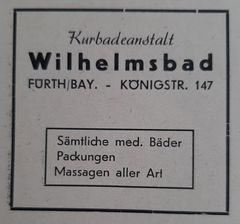 Kurbadeanstalt
Wilhelmsbad
FÜRTH/BAY. - KÖNIGSTR. 147
Sämtliche med. Bäder
Packungen
Massagen aller Art